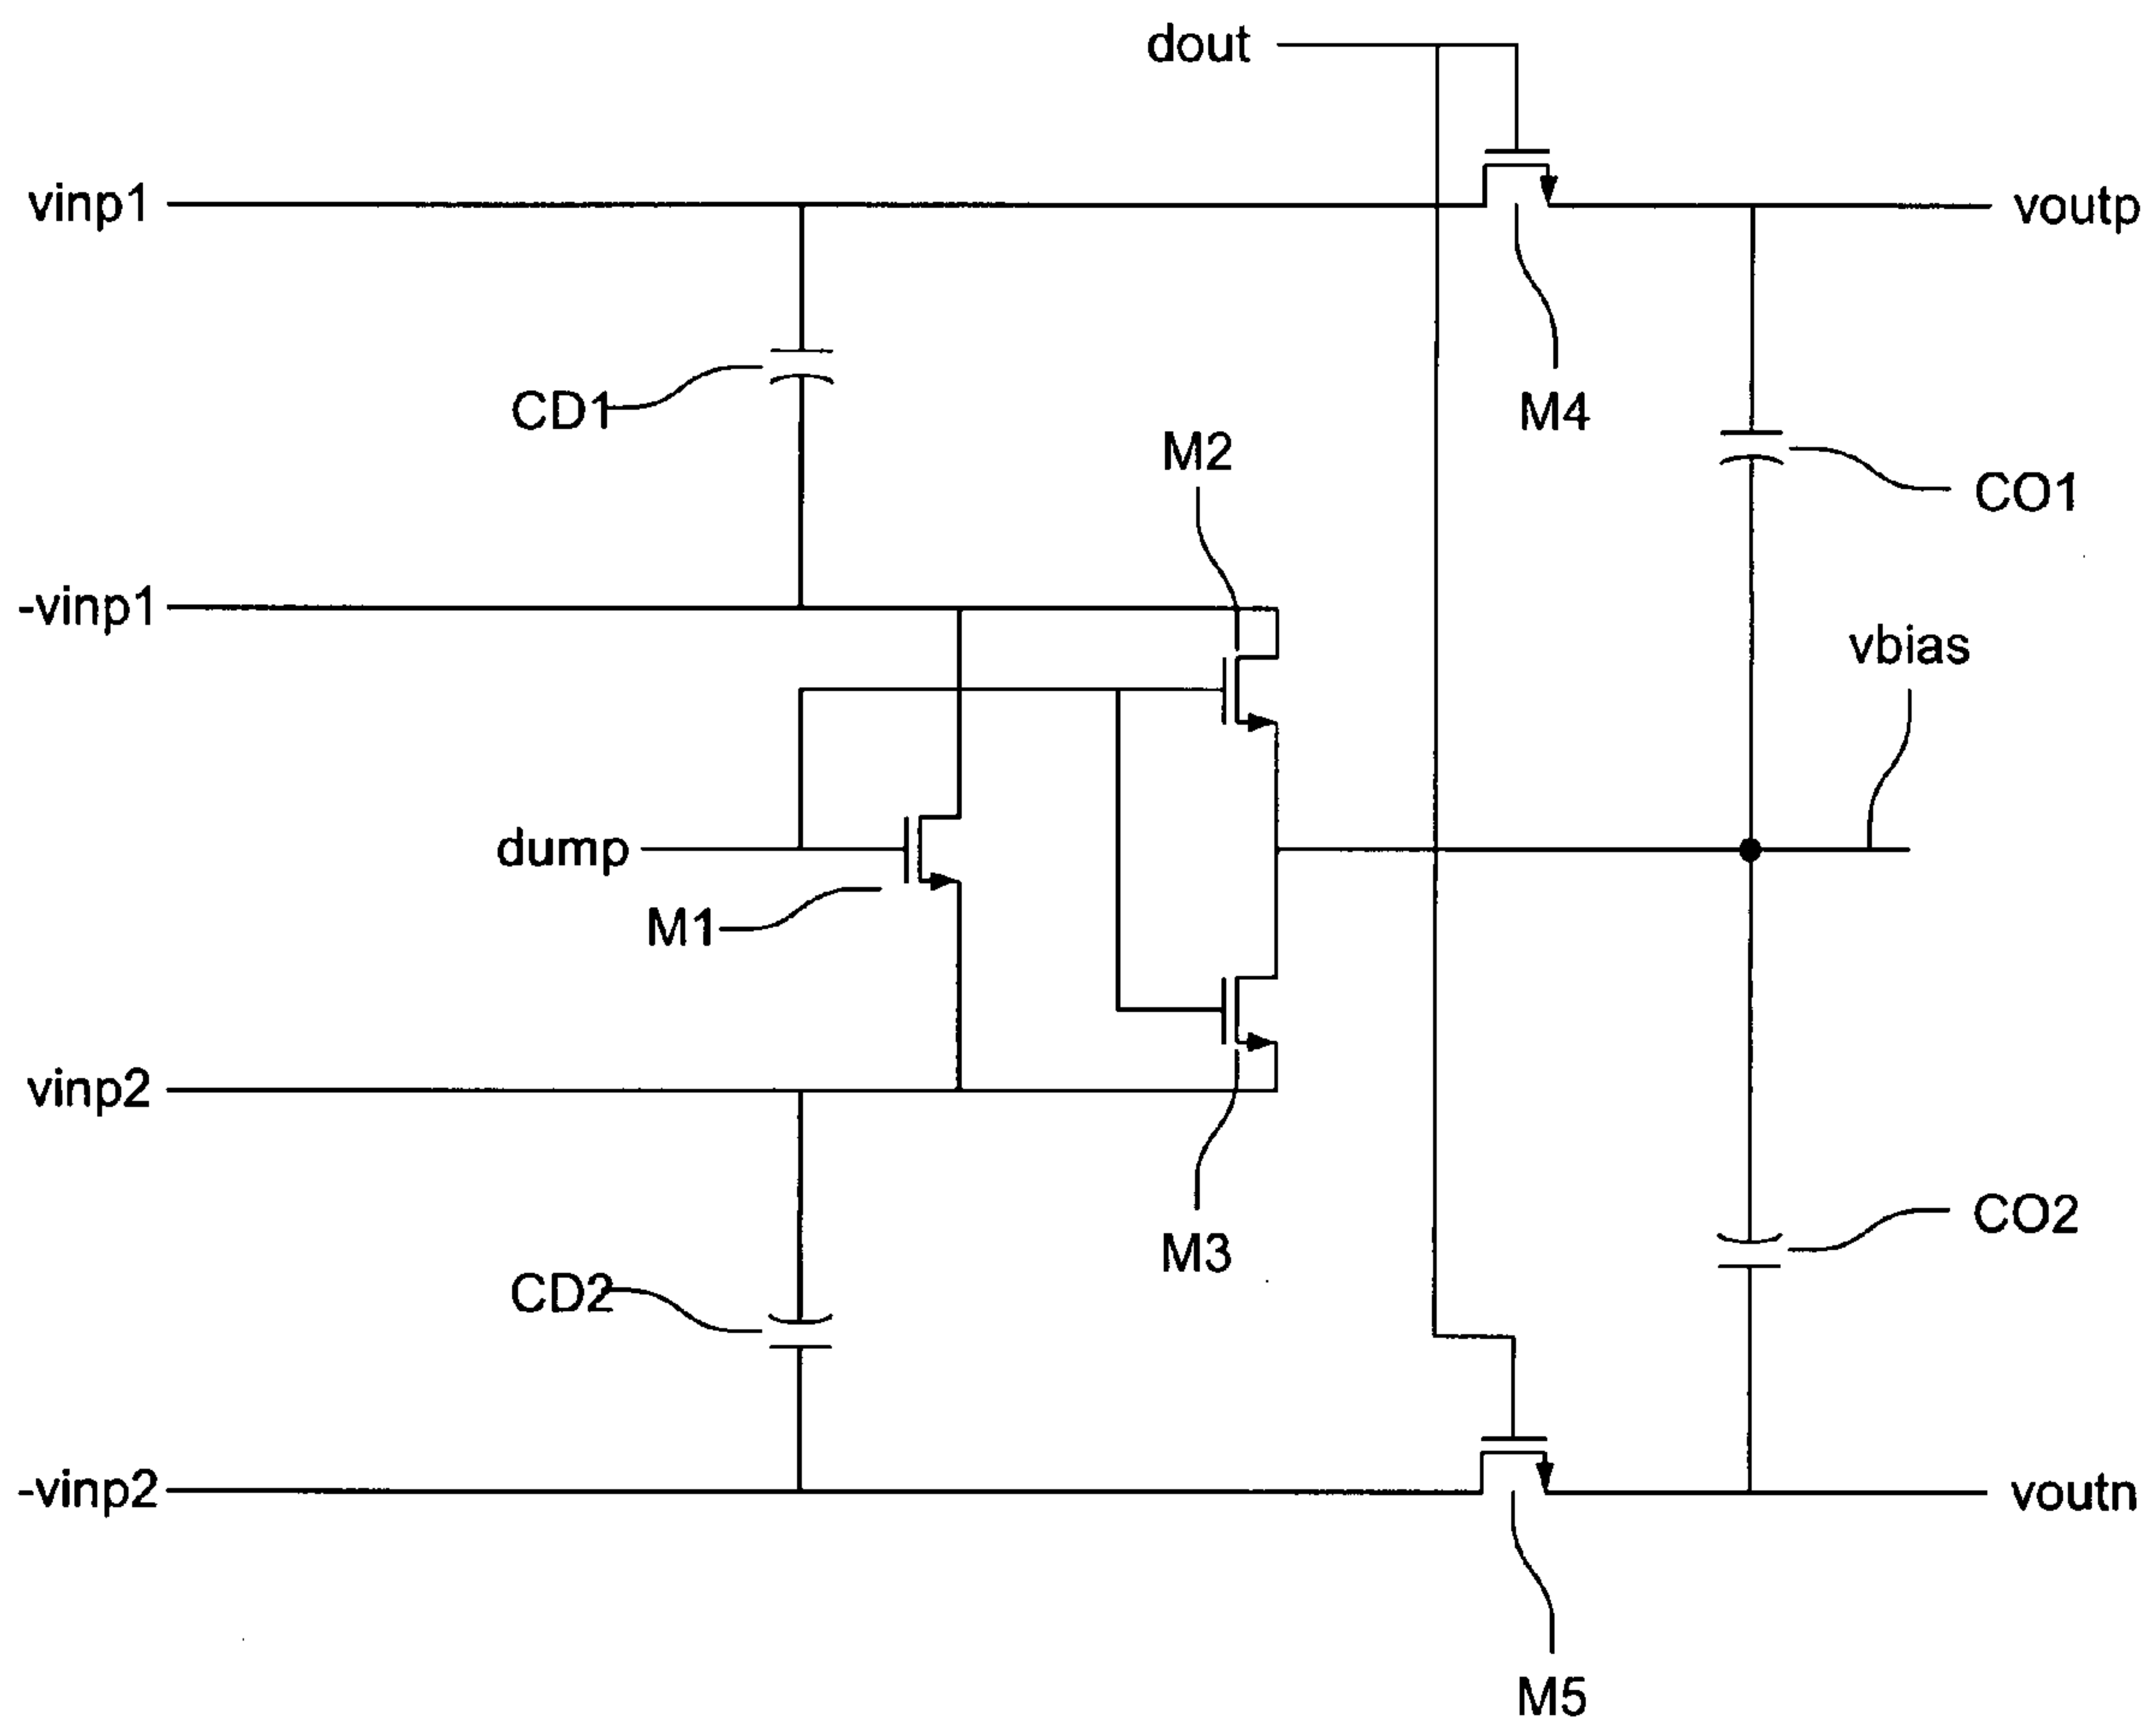 dout
vinp1
voutp
CD1
M4
M2
CO1
-vinp1
vbias
dump
M1
vinp2
CO2
M3
CD2
-vinp2
voutn
M5